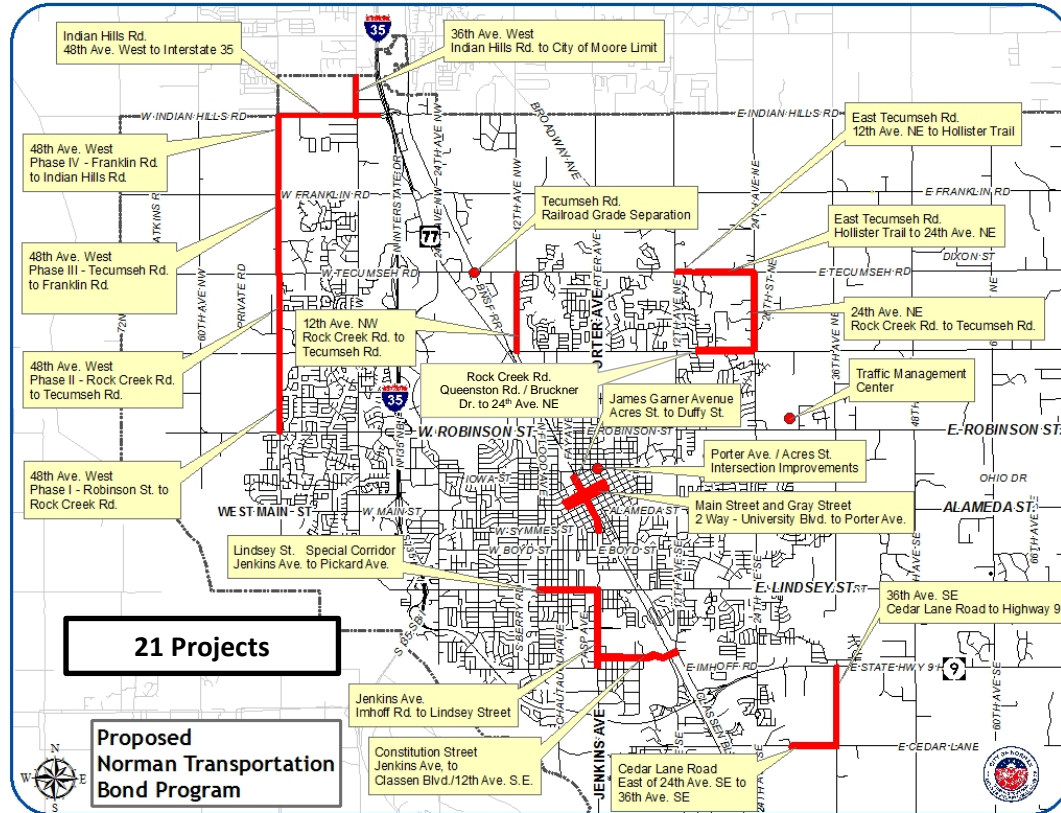 Indian Hills Rd.
48th Ave. West to Interstate 35
35
36th Ave. West
Indian Hills Rd. to City of Moore Limit
W INDIAN HILLS RD
E INDIAN HILLS RD
BROADWAY AVE
East Tecumseh Rd.
12th Ave. NE to Hollister Trail
48th Ave. West
Phase IV - Franklin Rd.
to Indian Hills Rd.
W FRANKLIN RD
E FRANKLIN RD
INTERSTATE DR
24TH AVE NW
12TH AVE NW
24TH AVE NE
Tecumseh Rd.
Railroad Grade Separation
East Tecumseh Rd.
Hollister Trail to 24th Ave. NE
77
DIXON ST
48th Ave. West
Phase III - Tecumseh Rd.
to Franklin Rd.
W TECUMSEH RD
E TECUMSEH RD
60TH AVE NW
PRIVATE RD
BNSF RR
12TH AVE NE
12th Ave. NW
Rock Creek Rd. to
Tecumseh Rd.
24th Ave. NE
Rock Creek Rd. to Tecumseh Rd.
48th Ave. West
Phase II - Rock Creek Rd.
to Tecumseh Rd.
Rock Creek Rd.
Queenston Rd. / Bruckner
Dr. to 24th Ave. NE
James Garner Avenue
Acres St. to Duffy St.
Traffic Management
Center
35
W. ROBINSON ST
E ROBINSON ST
E. ROBINSON ST.
48th Ave. West
Phase I - Robinson St. to
Rock Creek Rd.
Porter Ave. / Acres St.
Intersection Improvements
IOWA ST
OHIO DR
WEST MAIN ST
W MAIN ST
ALAMEDA ST
ALAMEDA ST.
Main Street and Gray Street
2 Way - University Blvd. to Porter Ave.
W SYMMES ST
W BOYD ST
E BOYD ST
Lindsey St. Special Corridor
Jenkins Ave. to Pickard Ave.
E. LINDSEY ST.
36th Ave. SE
Cedar Lane Road to Highway 9
S BERRY RD
CHAUTAUQUA AVE
21 Projects
E IMHOFF RD
E STATE HWY 9
9
60TH AVE SE
Jenkins Ave.
Imhoff Rd. to Lindsey Street
Proposed
Norman Transportation
Bond Program
Constitution Street
Jenkins Ave, to
Classen Blvd./12th Ave. S.E.
JENKINS AVE
Cedar Lane Road
East of 24th Ave. SE to
36th Ave. SE
E CEDAR LANE
N
W
E
S